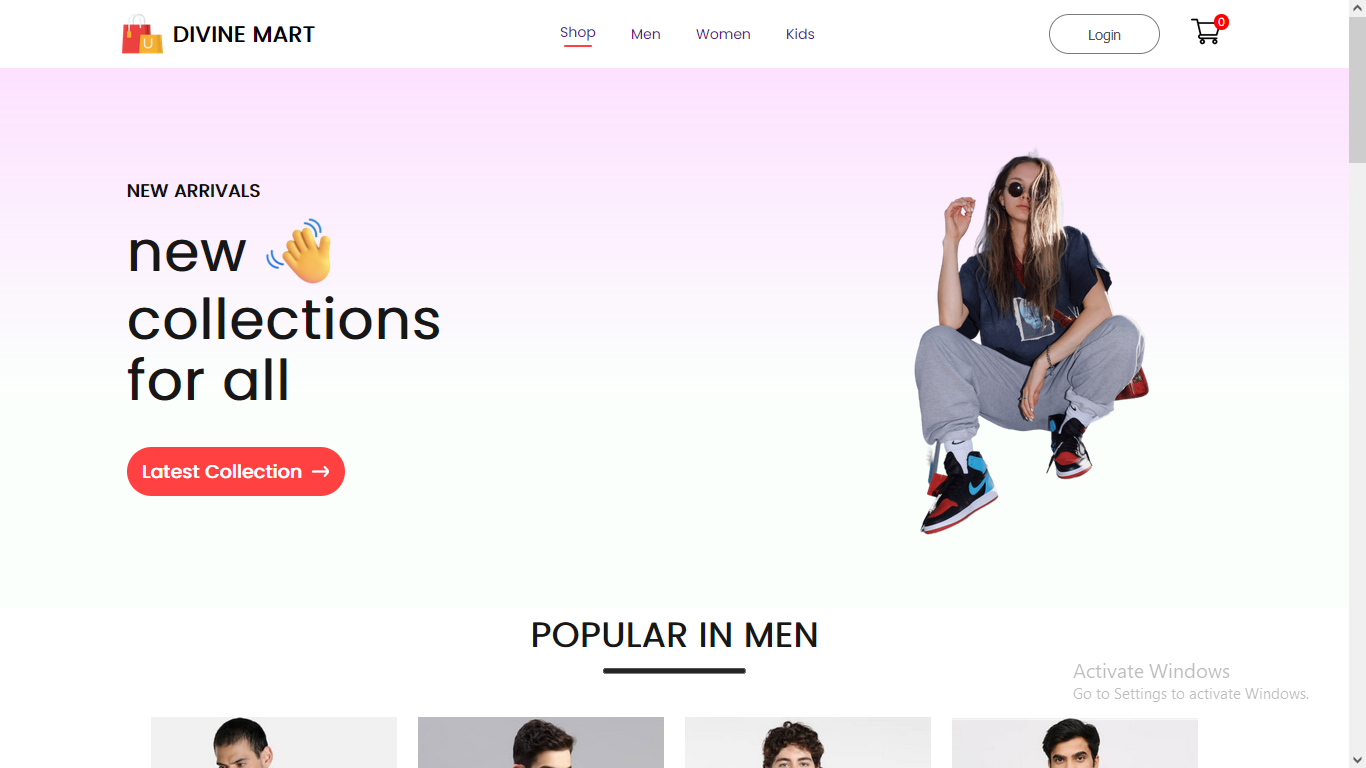 U
DIVINE MART
Shop
Men
Women
Kids
Login
0
NEW ARRIVALS
new
collections
for all
Latest Collection →
POPULAR IN MEN
Activate Windows
Go to Settings to activate Windows.